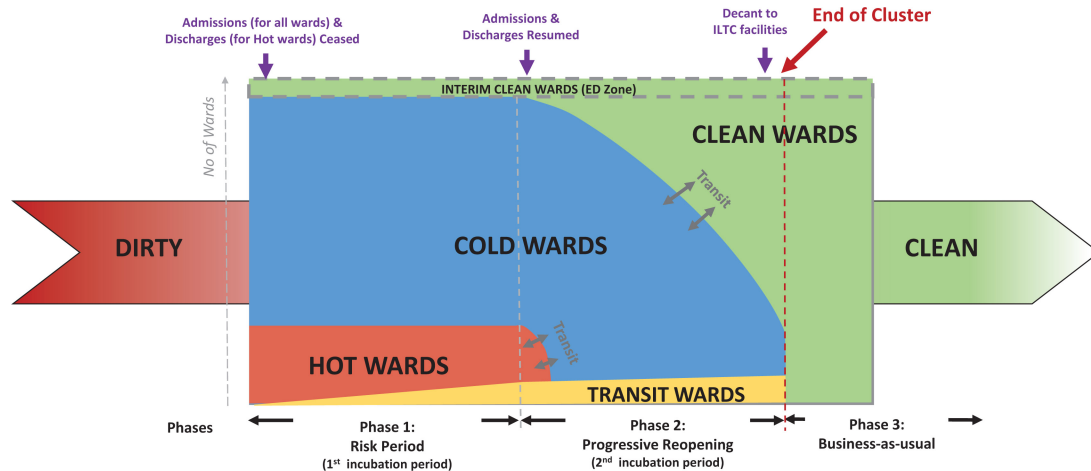 Admissions (for all wards) &
Discharges (for Hot wards) Ceased
Admissions &
Discharges Resumed
Decant to
ILTC facilities
End of Cluster
No of Wards
INTERIM CLEAN WARDS (ED Zone)
CLEAN WARDS
Transit
DIRTY
COLD WARDS
CLEAN
Transit
HOT WARDS
TRANSIT WARDS
Phases
Phase 1:
Risk Period
(1st incubation period)
Phase 2:
Progressive Reopening
(2nd incubation period)
Phase 3:
Business-as-usual